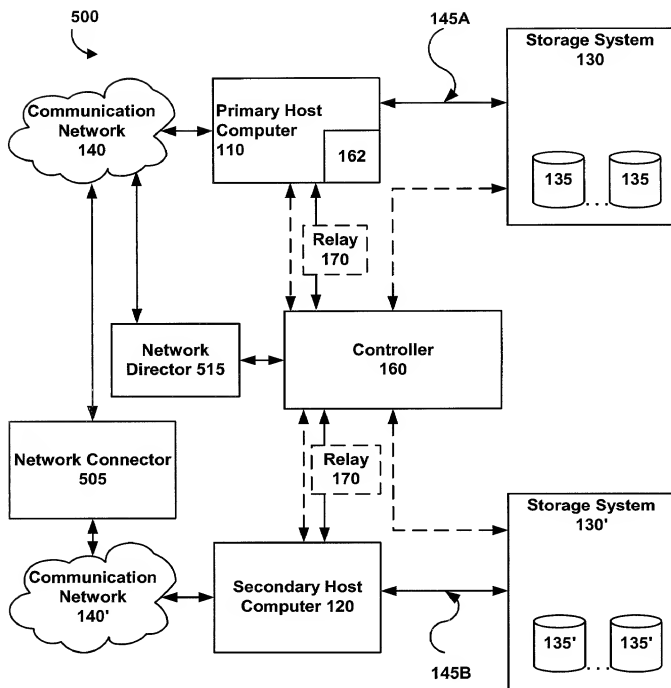 500
145A
Storage System
130
Communication
Network
140
Primary Host
Computer
110
162
135
135
...
Relay
170
Network
Director 515
Controller
160
Network Connector
505
Relay
170
Storage System
130'
Communication
Network
140'
Secondary Host
Computer 120
145B
135'
135'
...